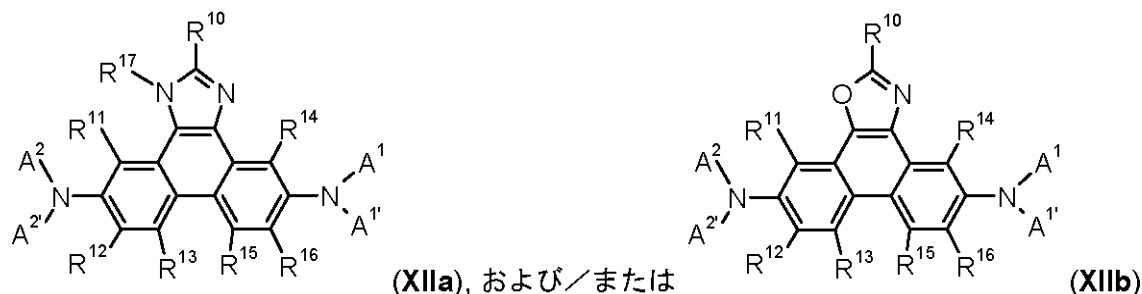 R¹⁰ R¹⁰
R¹⁷ N N O N
R¹¹ R¹⁴ R¹¹ R¹⁴
A² A¹ A² A¹
N N N N
A²' A¹' A²' A¹'
R¹² R¹³ R¹⁵ R¹⁶ R¹² R¹³ R¹⁵ R¹⁶
(XIIa), および／または (XIIb)